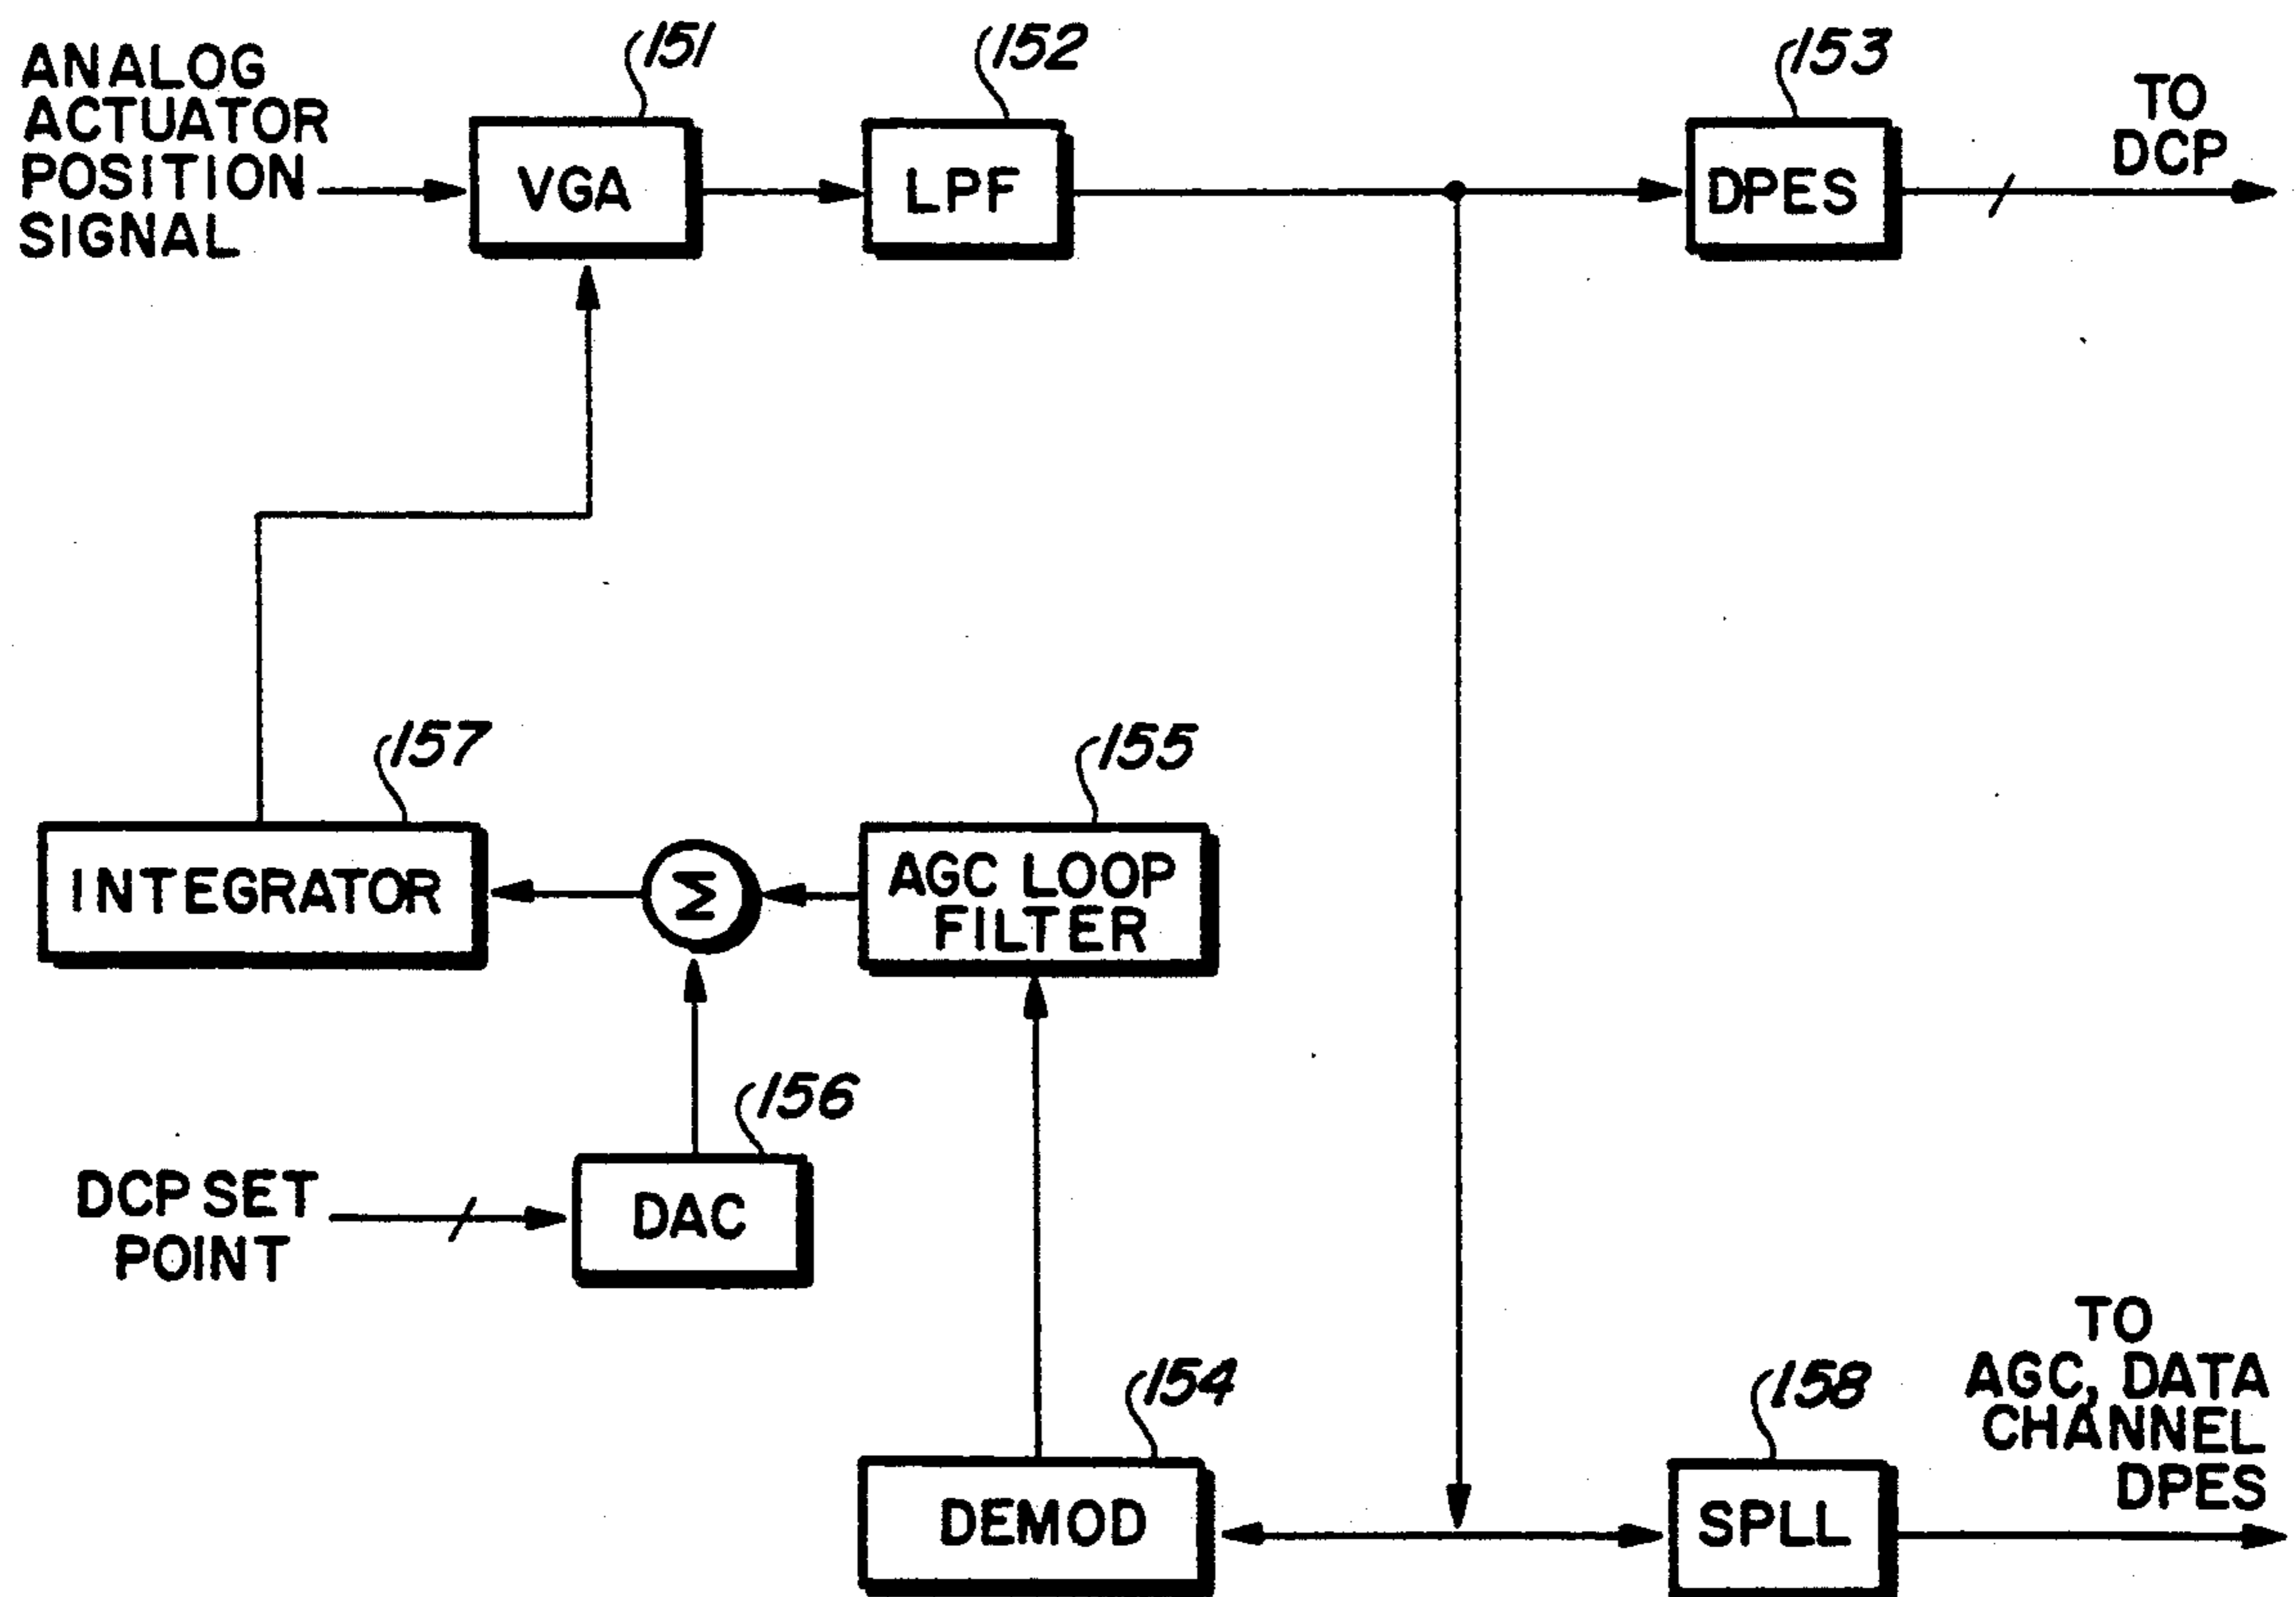 ANALOG
ACTUATOR
POSITION
SIGNAL
151
VGA
152
LPF
153
DPES
TO
DCP
157
INTEGRATOR
Σ
155
AGC LOOP
FILTER
156
DCP SET
POINT
DAC
154
DEMOD
158
SPLL
TO
AGC, DATA
CHANNEL
DPES